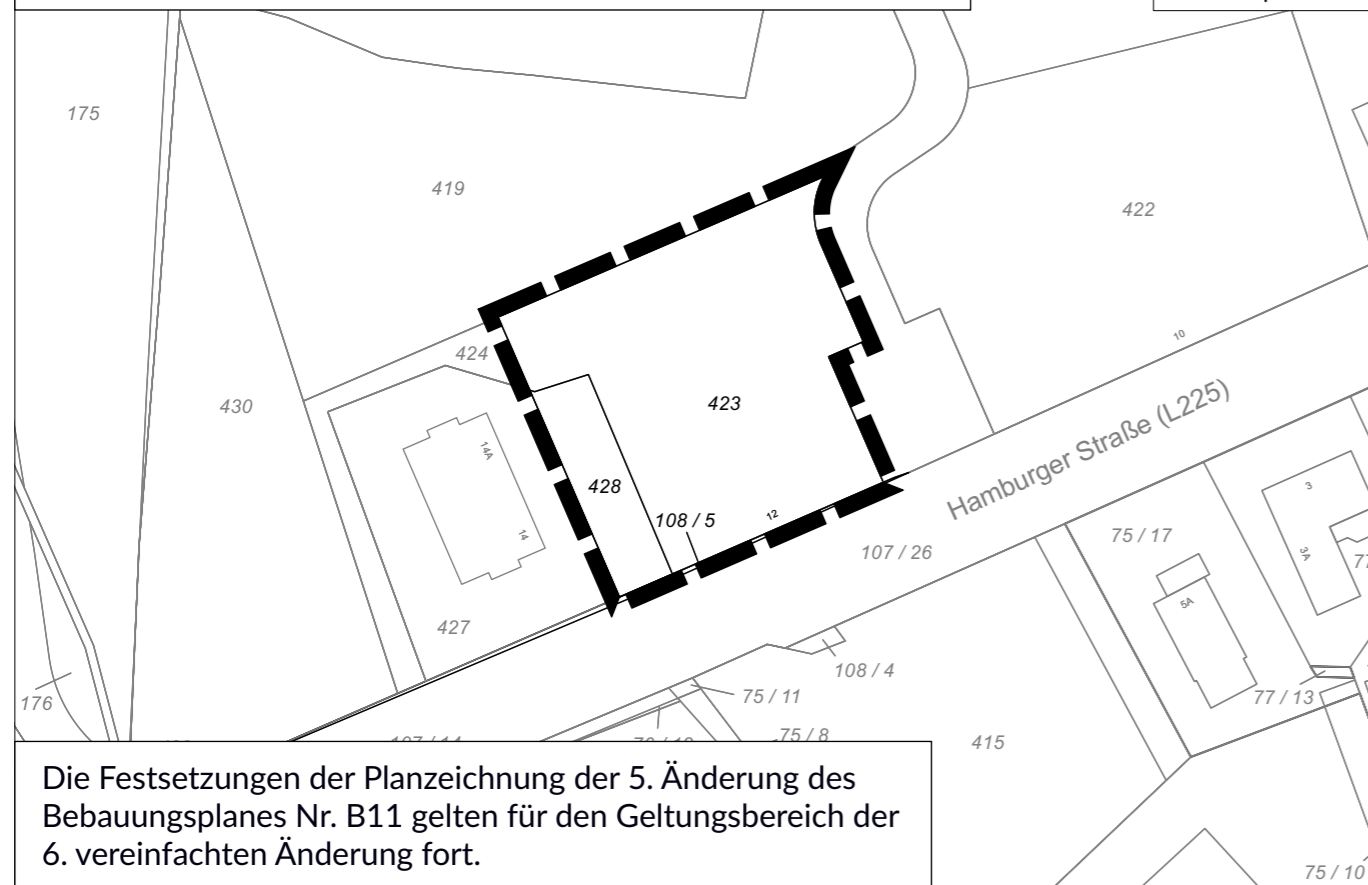 175
419
422
10
424
430
423
14A
428
14
108 / 5
12
Hamburger Straße (L225)
107 / 26
75 / 17
3
3A
5A
427
108 / 4
75 / 11
77 / 13
176
75 / 8
415
Die Festsetzungen der Planzeichnung der 5. Änderung des
Bebauungsplanes Nr. B11 gelten für den Geltungsbereich der
6. vereinfachten Änderung fort.
75 / 10